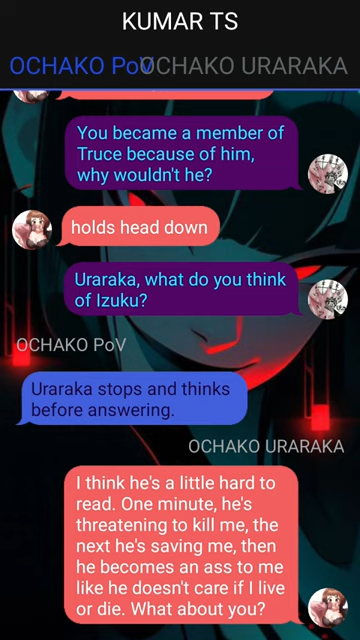 KUMAR TS
OCHAKO PoV
OCHAKO URARAKA
You became a member of
Truce because of him,
why wouldn't he?
holds head down
Uraraka, what do you think
of Izuku?
OCHAKO PoV
Uraraka stops and thinks
before answering.
OCHAKO URARAKA
I think he's a little hard to
read. One minute, he's
threatening to kill me, the
next he's saving me, then
he becomes an ass to me
like he doesn't care if I live
or die. What about you?